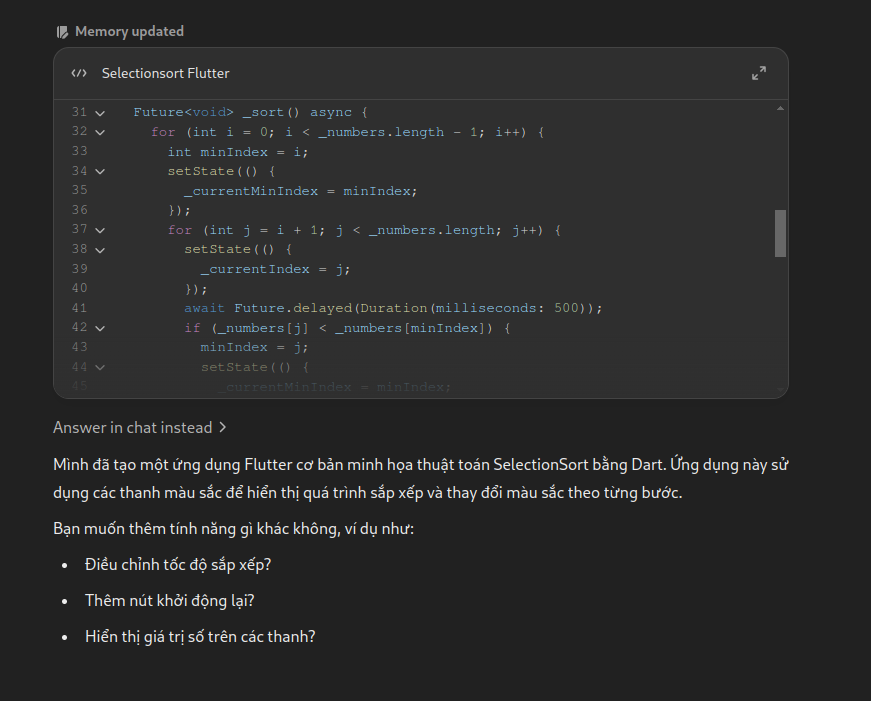 Memory updated
Selectionsort Flutter
31 Future<void> _sort() async {
32 for (int i = 0; i < _numbers.length - 1; i++) {
33 int minIndex = i;
34 setState(() {
35 _currentMinIndex = minIndex;
36 });
37 for (int j = i + 1; j < _numbers.length; j++) {
38 setState(() {
39 _currentIndex = j;
40 });
41 await Future.delayed(Duration(milliseconds: 500));
42 if (_numbers[j] < _numbers[minIndex]) {
43 minIndex = j;
44 setState(() {
45 _currentMinIndex = minIndex;
Answer in chat instead >
Mình đã tạo một ứng dụng Flutter cơ bản minh họa thuật toán SelectionSort bằng Dart. Ứng dụng này sử
dụng các thanh màu sắc để hiển thị quá trình sắp xếp và thay đổi màu sắc theo từng bước.
Bạn muốn thêm tính năng gì khác không, ví dụ như:
• Điều chỉnh tốc độ sắp xếp?
• Thêm nút khởi động lại?
• Hiển thị giá trị số trên các thanh?